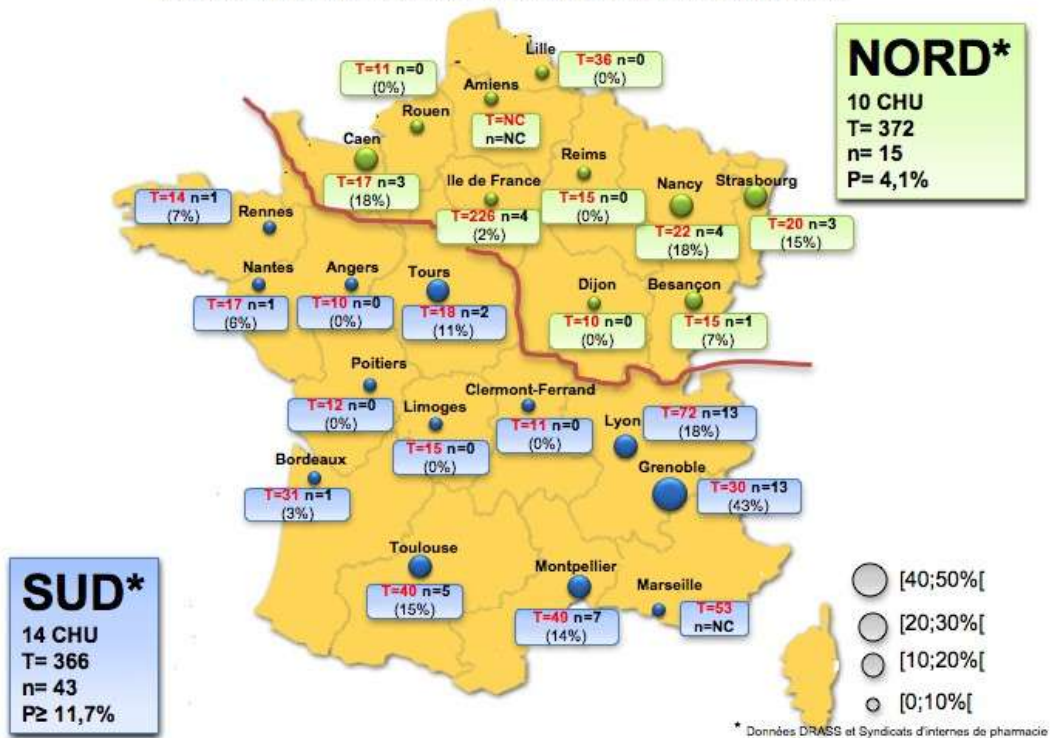 Lille
T=36 n=0
(0%)
T=11 n=0
(0%)
Amiens
T=NC
n=NC
Rouen
Caen
T=17 n=3
(18%)
Ile de France
T=226 n=4
(2%)
Reims
T=15 n=0
(0%)
Nancy
T=22 n=4
(18%)
Strasbourg
T=20 n=3
(15%)
NORD*
10 CHU
T= 372
n= 15
P= 4,1%
T=14 n=1
(7%)
Rennes
Nantes
T=17 n=1
(6%)
Angers
T=10 n=0
(0%)
Tours
T=18 n=2
(11%)
Dijon
T=10 n=0
(0%)
Besançon
T=15 n=1
(7%)
Poitiers
T=12 n=0
(0%)
Limoges
T=15 n=0
(0%)
Clermont-Ferrand
T=11 n=0
(0%)
Lyon
T=72 n=13
(18%)
Grenoble
T=30 n=13
(43%)
Bordeaux
T=31 n=1
(3%)
Toulouse
T=40 n=5
(15%)
Montpellier
T=49 n=7
(14%)
Marseille
T=53
n=NC
SUD*
14 CHU
T= 366
n= 43
P≥ 11,7%
[40;50%[
[20;30%[
[10;20%[
[0;10%[
* Données DRASS et Syndicats d'internes de pharmacie